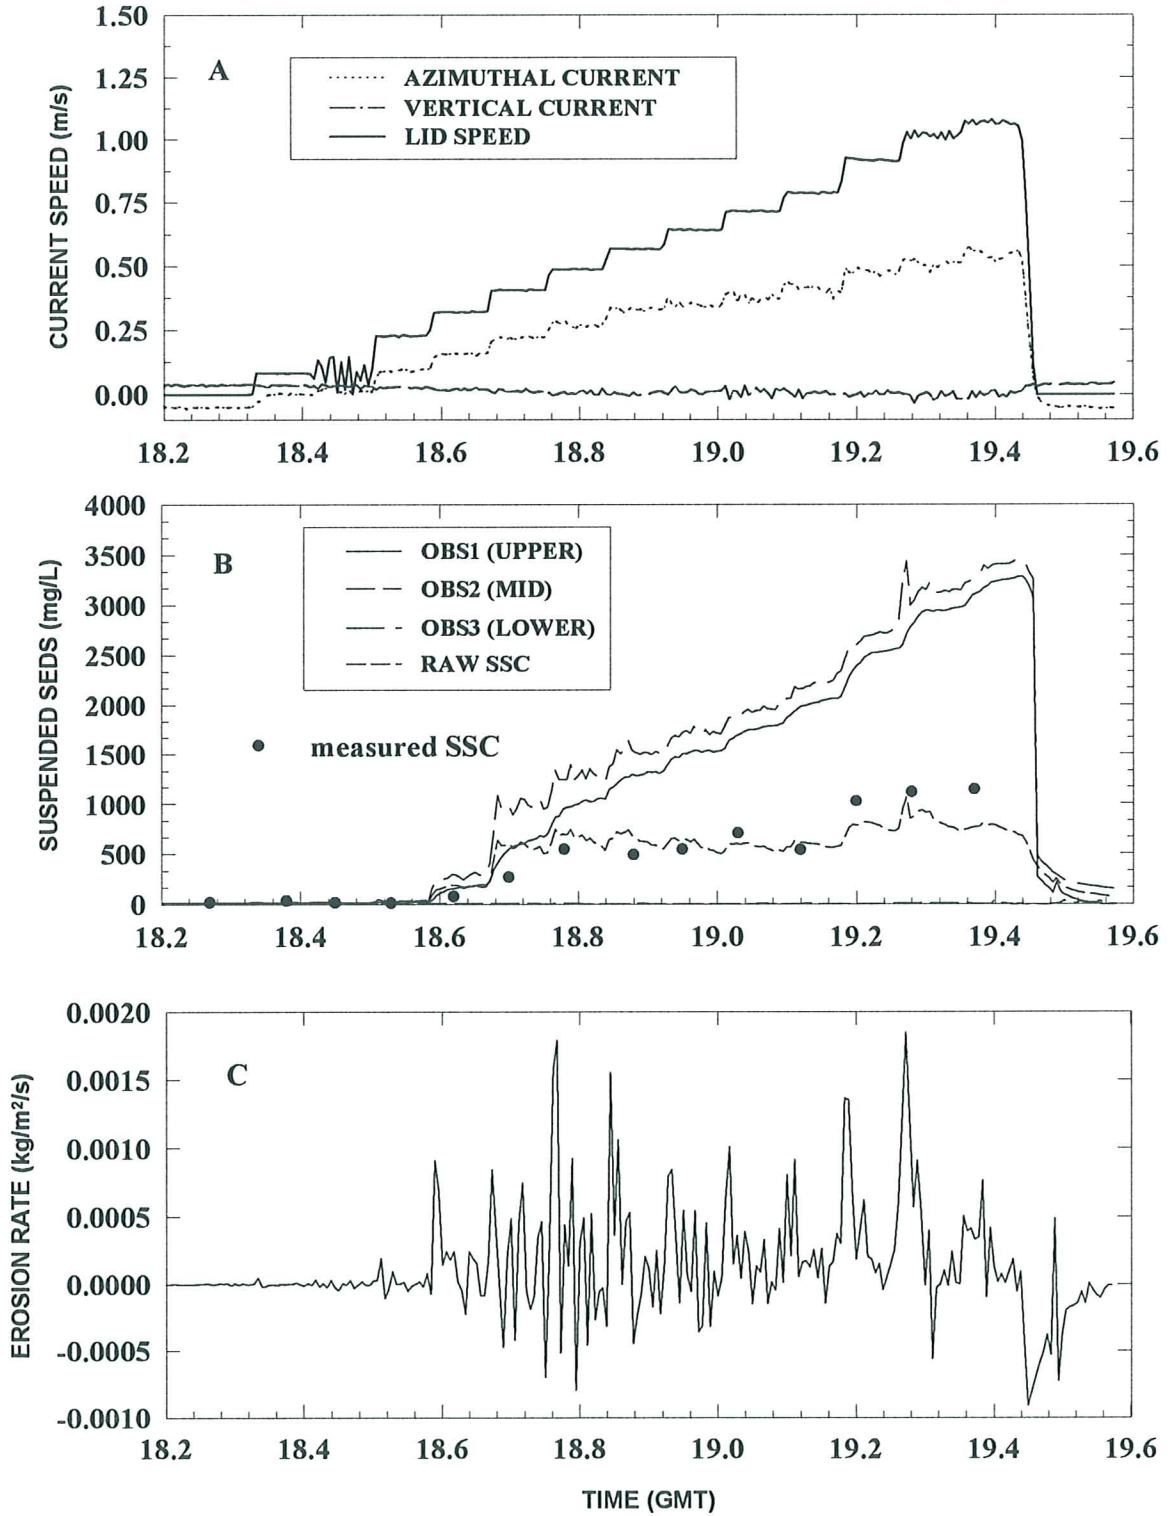 1.50
A
AZIMUTHAL CURRENT
1.25
VERTICAL CURRENT
LID SPEED
1.00
0.75
0.50
0.25
0.00
CURRENT SPEED (m/s)
18.2 18.4 18.6 18.8 19.0 19.2 19.4 19.6
4000
B
OBS1 (UPPER)
3500
OBS2 (MID)
3000
OBS3 (LOWER)
2500
RAW SSC
2000
measured SSC
1500
1000
500
0
SUSPENDED SEDS (mg/L)
18.2 18.4 18.6 18.8 19.0 19.2 19.4 19.6
0.0020
C
0.0015
0.0010
0.0005
0.0000
-0.0005
-0.0010
EROSION RATE (kg/m²/s)
18.2 18.4 18.6 18.8 19.0 19.2 19.4 19.6
TIME (GMT)